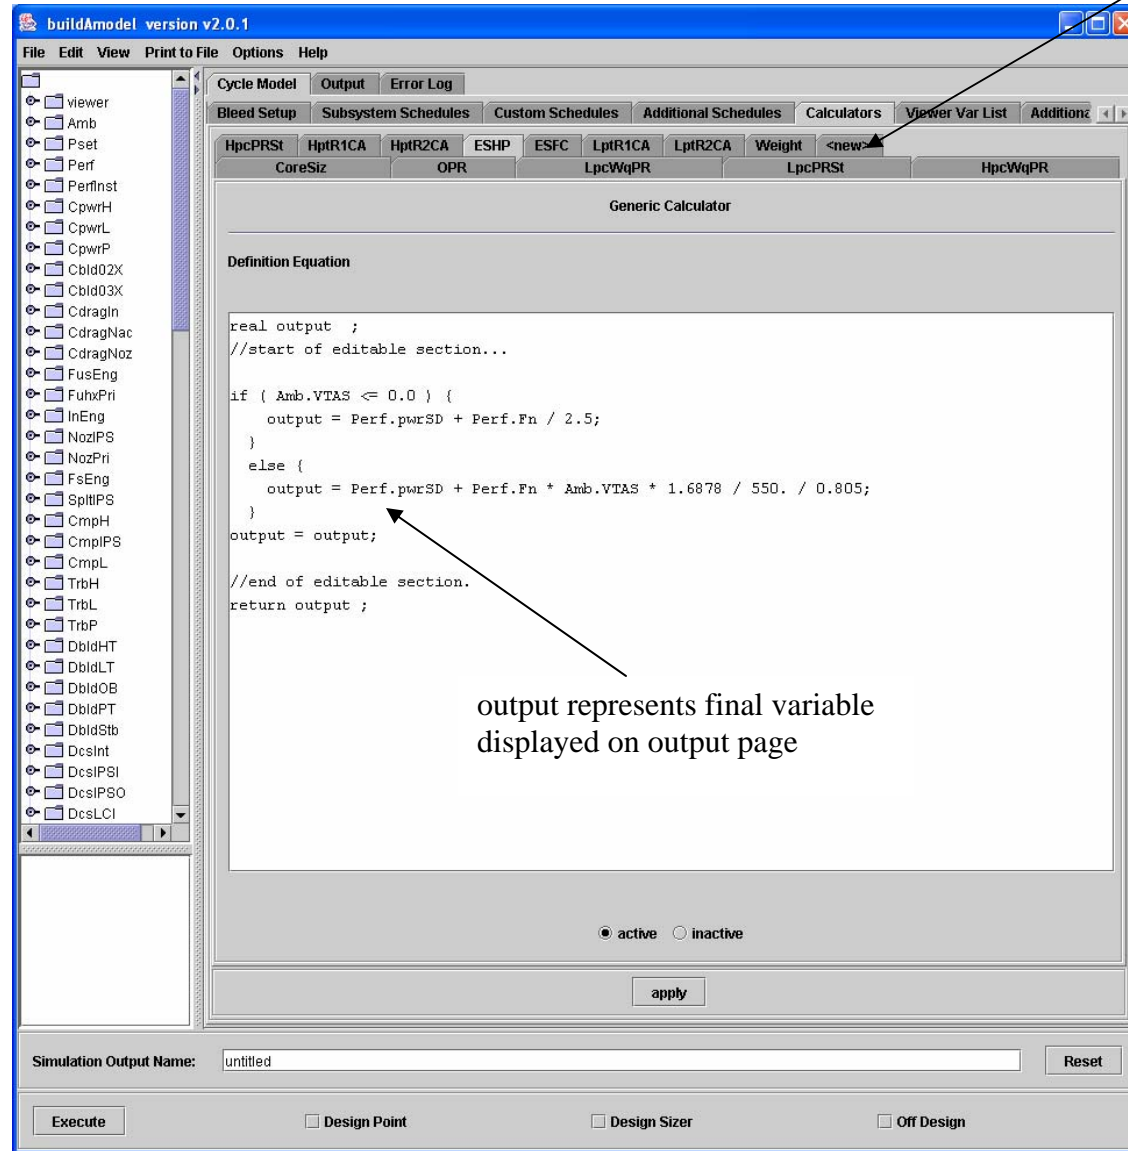 buildAmodel version v2.0.1
File Edit View Print to File Options Help
viewer
Amb
Pset
Perf
PerfInst
CpwrH
CpwrL
CpwrP
Cbld02X
Cbld03X
CdragIn
CdragNac
CdragNoz
FusEng
FuhxPri
InEng
NozIPS
NozPri
FsEng
SpltIPS
CmpH
CmpIPS
CmpL
TrbH
TrbL
TrbP
DbldHT
DbldLT
DbldOB
DbldPT
DbldStb
DcsInt
DcsIPSI
DcsIPSO
DcsLCI
Cycle Model Output Error Log
Bleed Setup Subsystem Schedules Custom Schedules Additional Schedules Calculators Viewer Var List
HpcPRSt HptR1CA HptR2CA ESHP ESFC LptR1CA LptR2CA Weight <new>
CoreSiz OPR LpcWqPR LpcPRSt HpcWqPR
Generic Calculator
Definition Equation
real output ;
//start of editable section...
if ( Amb.VTAS <= 0.0 ) {
output = Perf.pwrSD + Perf.Fn / 2.5;
}
else {
output = Perf.pwrSD + Perf.Fn * Amb.VTAS * 1.6878 / 550. / 0.805;
}
output = output;
//end of editable section.
return output ;
output represents final variable
displayed on output page
active inactive
apply
Simulation Output Name: untitled Reset
Execute Design Point Design Sizer Off Design